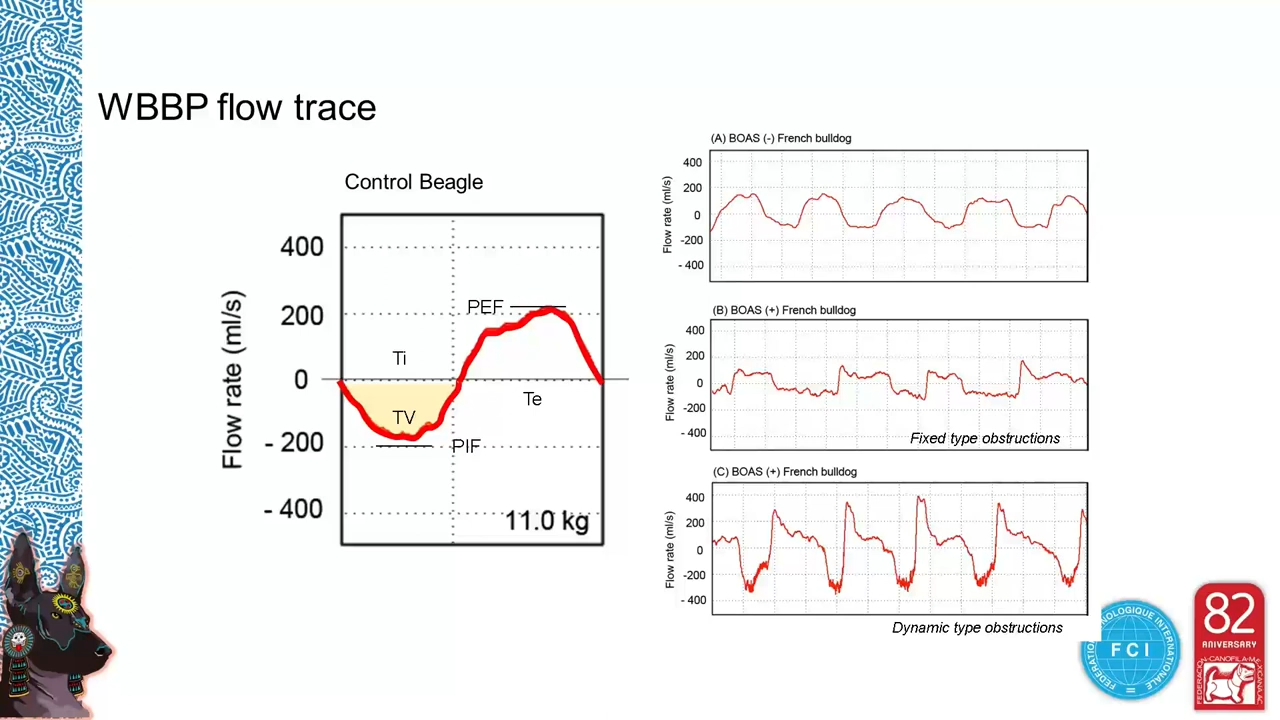 WBBP flow trace
Control Beagle
Flow rate (ml/s)
400
200
0
- 200
- 400
PEF
Ti
Te
TV
PIF
11.0 kg
(A) BOAS (-) French bulldog
Flow rate (ml/s)
400
200
0
-200
- 400
(B) BOAS (+) French bulldog
Flow rate (ml/s)
400
200
0
-200
- 400
Fixed type obstructions
(C) BOAS (+) French bulldog
Flow rate (ml/s)
400
200
0
-200
- 400
Dynamic type obstructions
FCI
82
ANIVERSARY